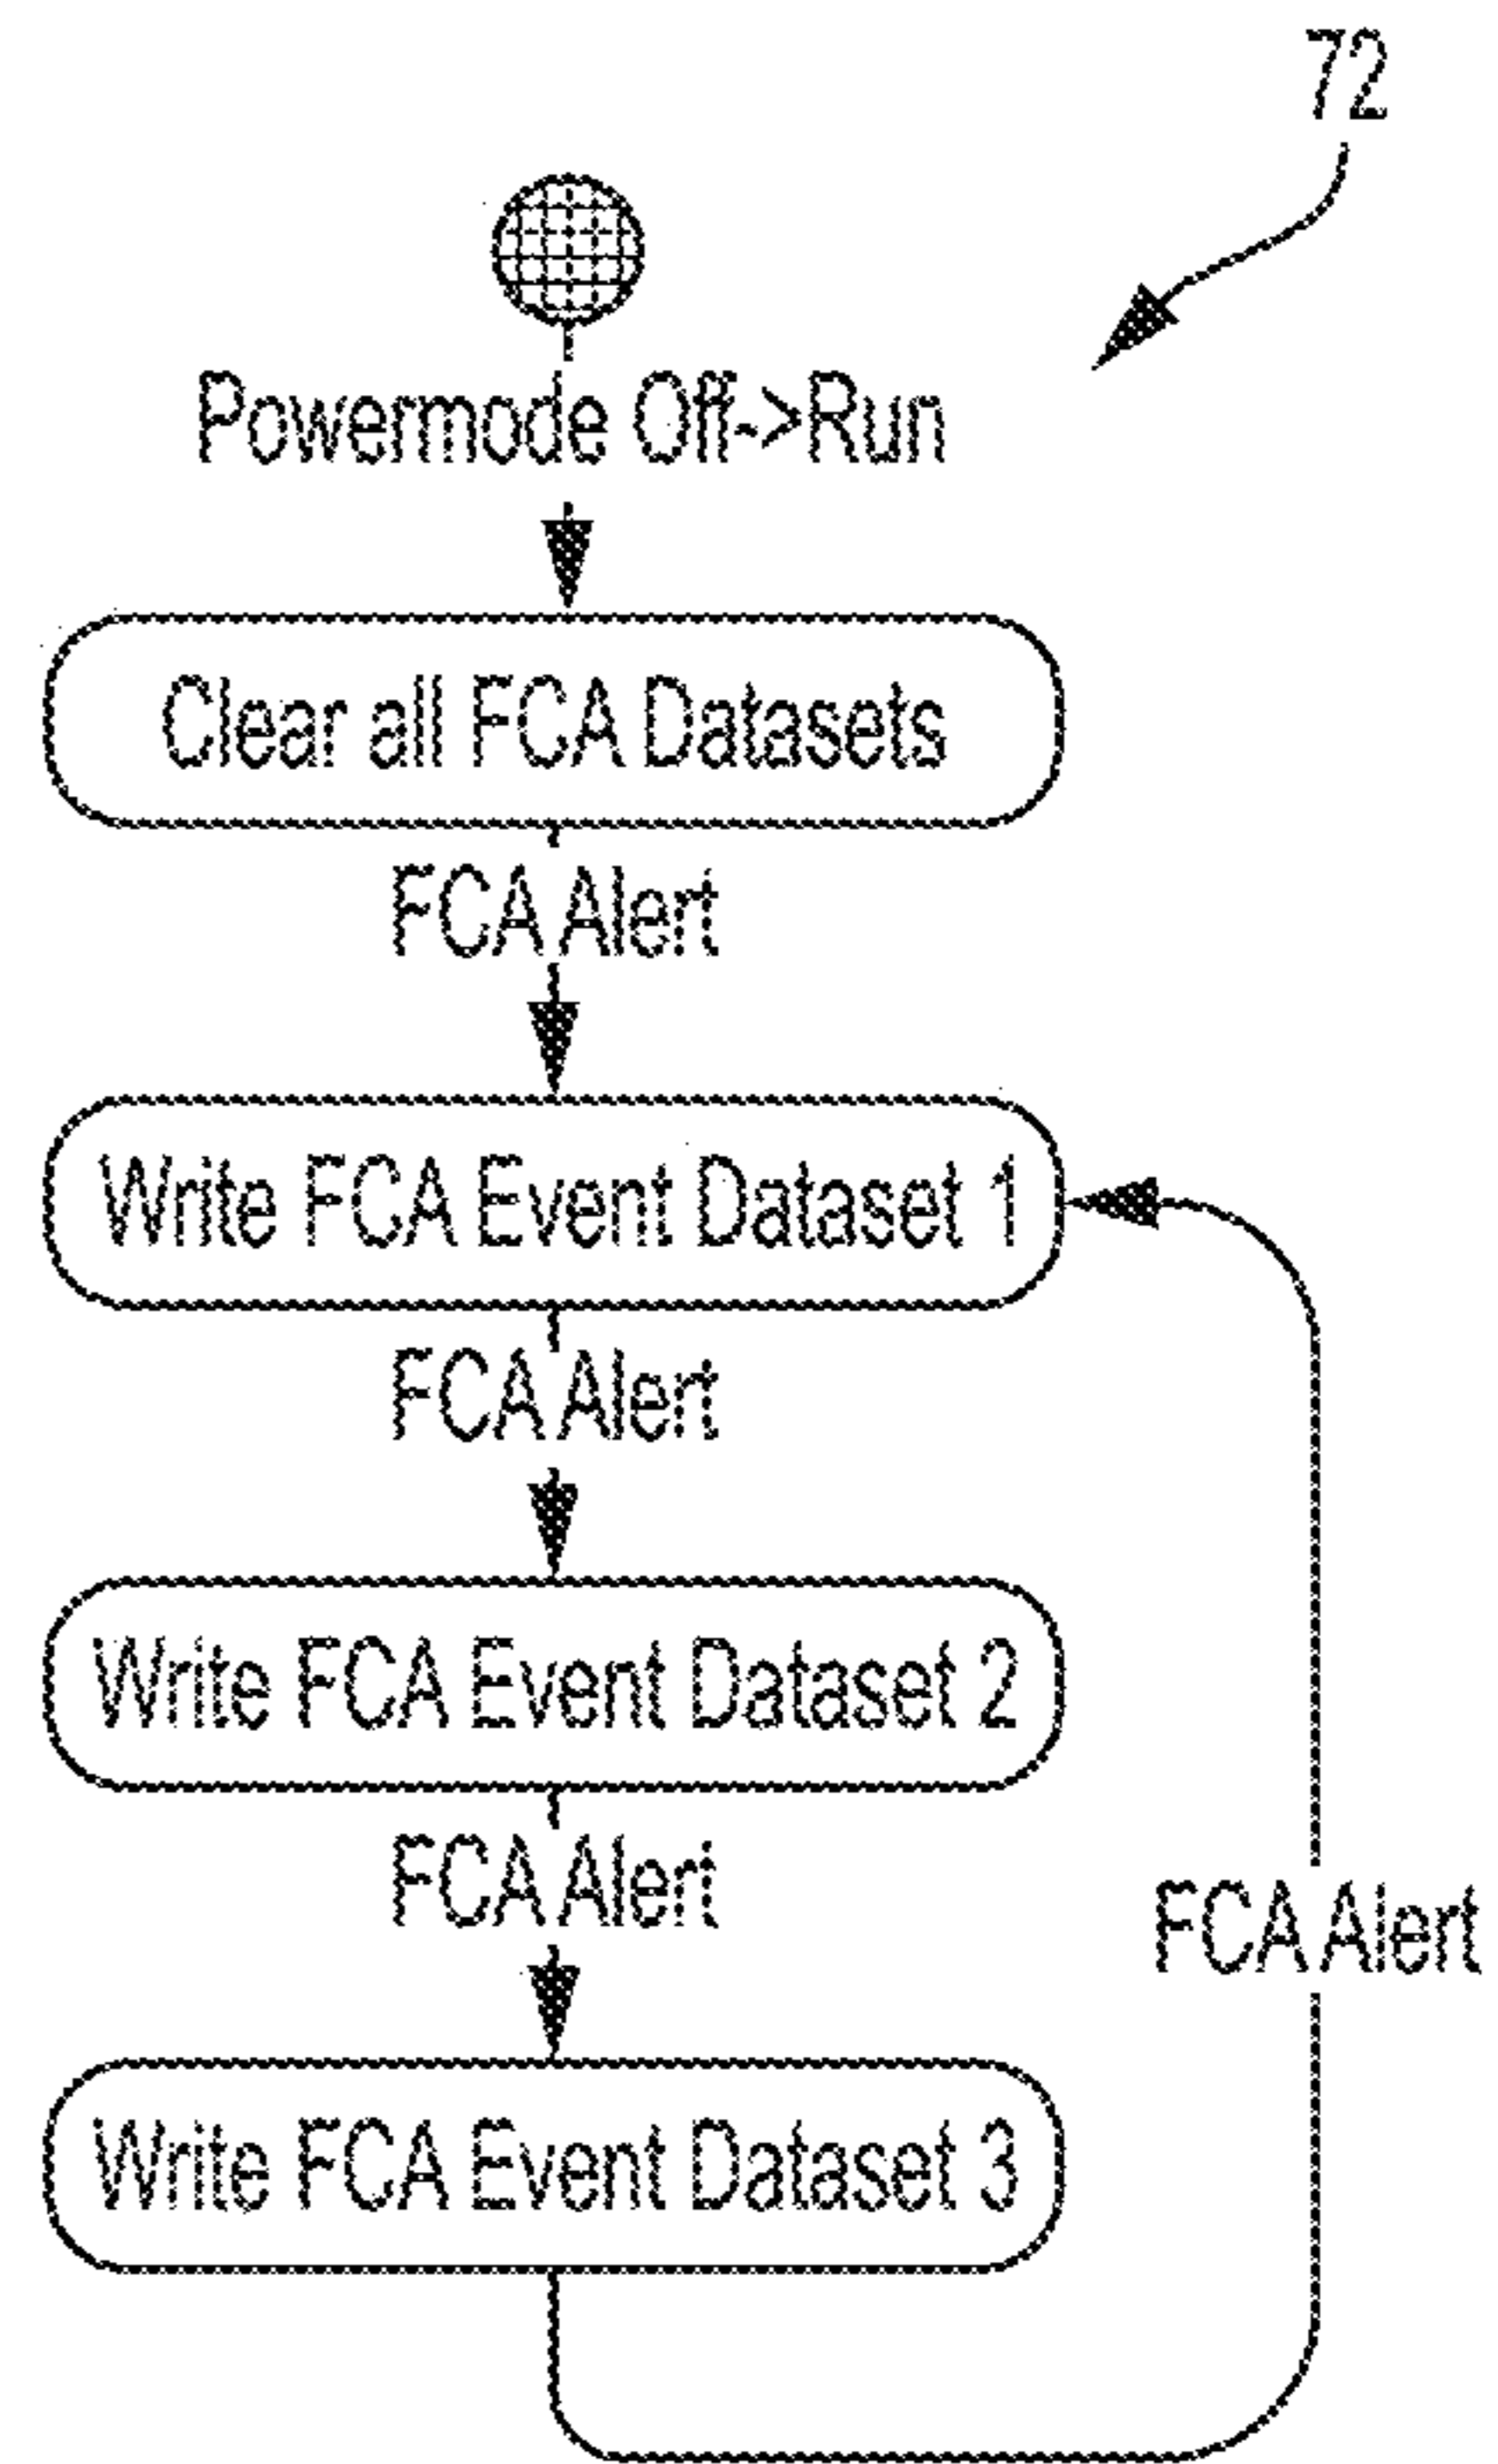 72
Powermode Off->Run
Clear all FCA Datasets
FCA Alert
Write FCA Event Dataset 1
FCA Alert
Write FCA Event Dataset 2
FCA Alert
FCA Alert
Write FCA Event Dataset 3